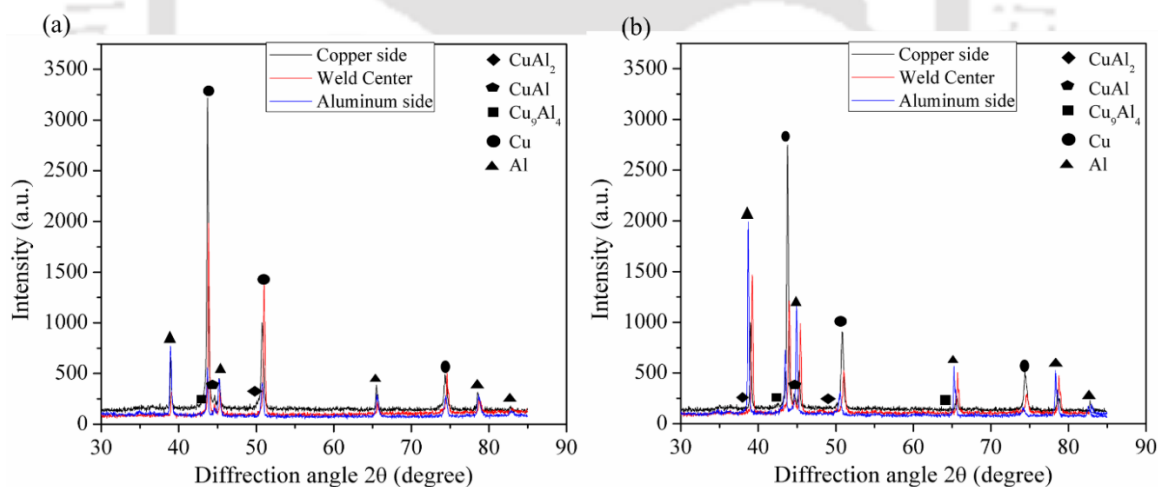 (a)
Copper side
Weld Center
Aluminum side
CuAl₂
CuAl
Cu₉Al₄
Cu
Al
3500
3000
2500
2000
1500
1000
500
0
Intensity (a.u.)
30 40 50 60 70 80 90
Diffraction angle 2θ (degree)
(b)
Copper side
Weld Center
Aluminum side
CuAl₂
CuAl
Cu₉Al₄
Cu
Al
3500
3000
2500
2000
1500
1000
500
0
Intensity (a.u.)
30 40 50 60 70 80 90
Diffraction angle 2θ (degree)